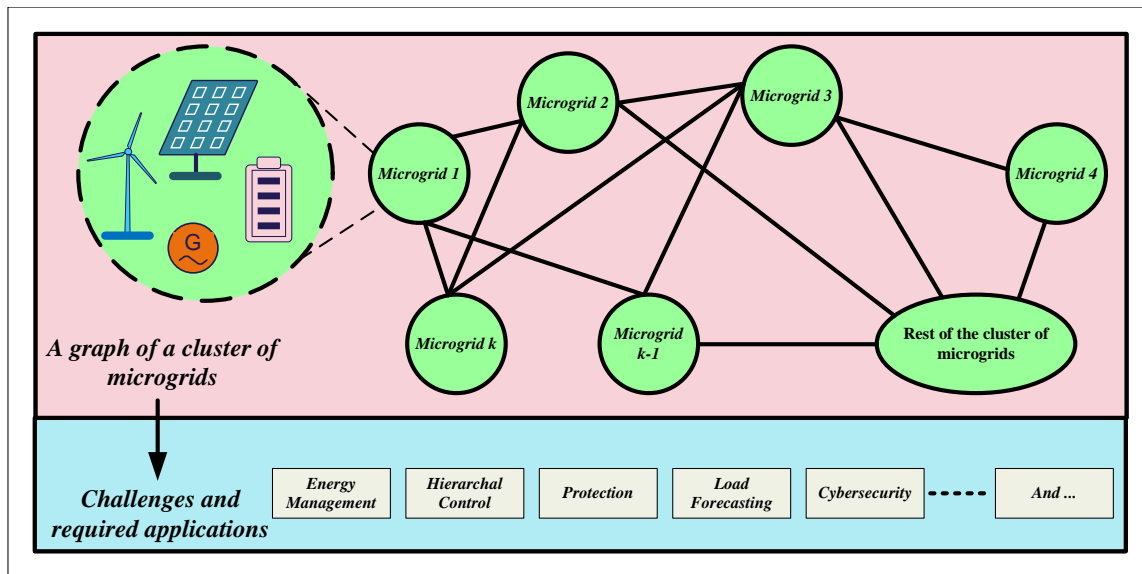 Microgrid 1
Microgrid 2
Microgrid 3
Microgrid 4
G
Microgrid k
Microgrid
k-1
Rest of the cluster of
microgrids
A graph of a cluster of
microgrids
Challenges and
required applications
Energy
Management
Hierarchal
Control
Protection
Load
Forecasting
Cybersecurity
And ...